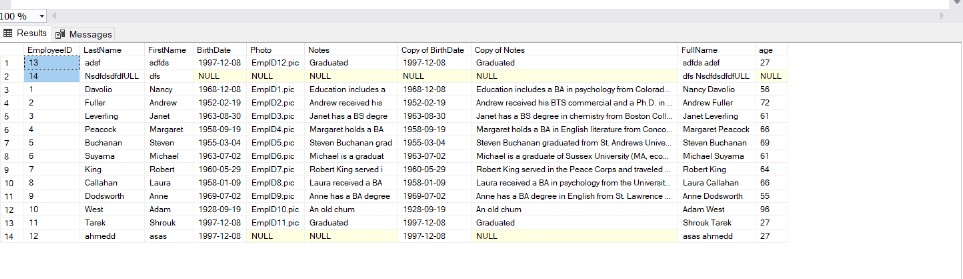 100 %
Results Messages
EmployeeID LastName FirstName BirthDate Photo Notes Copy of BirthDate Copy of Notes FullName age
1 13 adsf sdfds 1997-12-08 EmpID12.pic Graduated 1997-12-08 Graduated sdfds adsf 27
2 14 NsdfdsdfdfULL dfs NULL NULL NULL NULL NULL dfs NsdfdsdfdfULL NULL
3 1 Davolio Nancy 1968-12-08 EmpID1.pic Education includes a 1968-12-08 Education includes a BA in psychology from Colorad... Nancy Davolio 56
4 2 Fuller Andrew 1952-02-19 EmpID2.pic Andrew received his 1952-02-19 Andrew received his BTS commercial and a Ph.D. in ... Andrew Fuller 72
5 3 Leverling Janet 1963-08-30 EmpID3.pic Janet has a BS degre 1963-08-30 Janet has a BS degree in chemistry from Boston Coll... Janet Leverling 61
6 4 Peacock Margaret 1958-09-19 EmpID4.pic Margaret holds a BA 1958-09-19 Margaret holds a BA in English literature from Conco... Margaret Peacock 66
7 5 Buchanan Steven 1955-03-04 EmpID5.pic Steven Buchanan grad 1955-03-04 Steven Buchanan graduated from St. Andrews Unive... Steven Buchanan 69
8 6 Suyama Michael 1963-07-02 EmpID6.pic Michael is a graduat 1963-07-02 Michael is a graduate of Sussex University (MA, eco... Michael Suyama 61
9 7 King Robert 1960-05-29 EmpID7.pic Robert King served i 1960-05-29 Robert King served in the Peace Corps and traveled ... Robert King 64
10 8 Callahan Laura 1958-01-09 EmpID8.pic Laura received a BA 1958-01-09 Laura received a BA in psychology from the Universit... Laura Callahan 66
11 9 Dodsworth Anne 1969-07-02 EmpID9.pic Anne has a BA degree 1969-07-02 Anne has a BA degree in English from St. Lawrence ... Anne Dodsworth 55
12 10 West Adam 1928-09-19 EmpID10.pic An old chum 1928-09-19 An old chum Adam West 96
13 11 Tarek Shrouk 1997-12-08 EmpID11.pic Graduated 1997-12-08 Graduated Shrouk Tarek 27
14 12 ahmedd asas 1997-12-08 NULL NULL 1997-12-08 NULL asas ahmedd 27